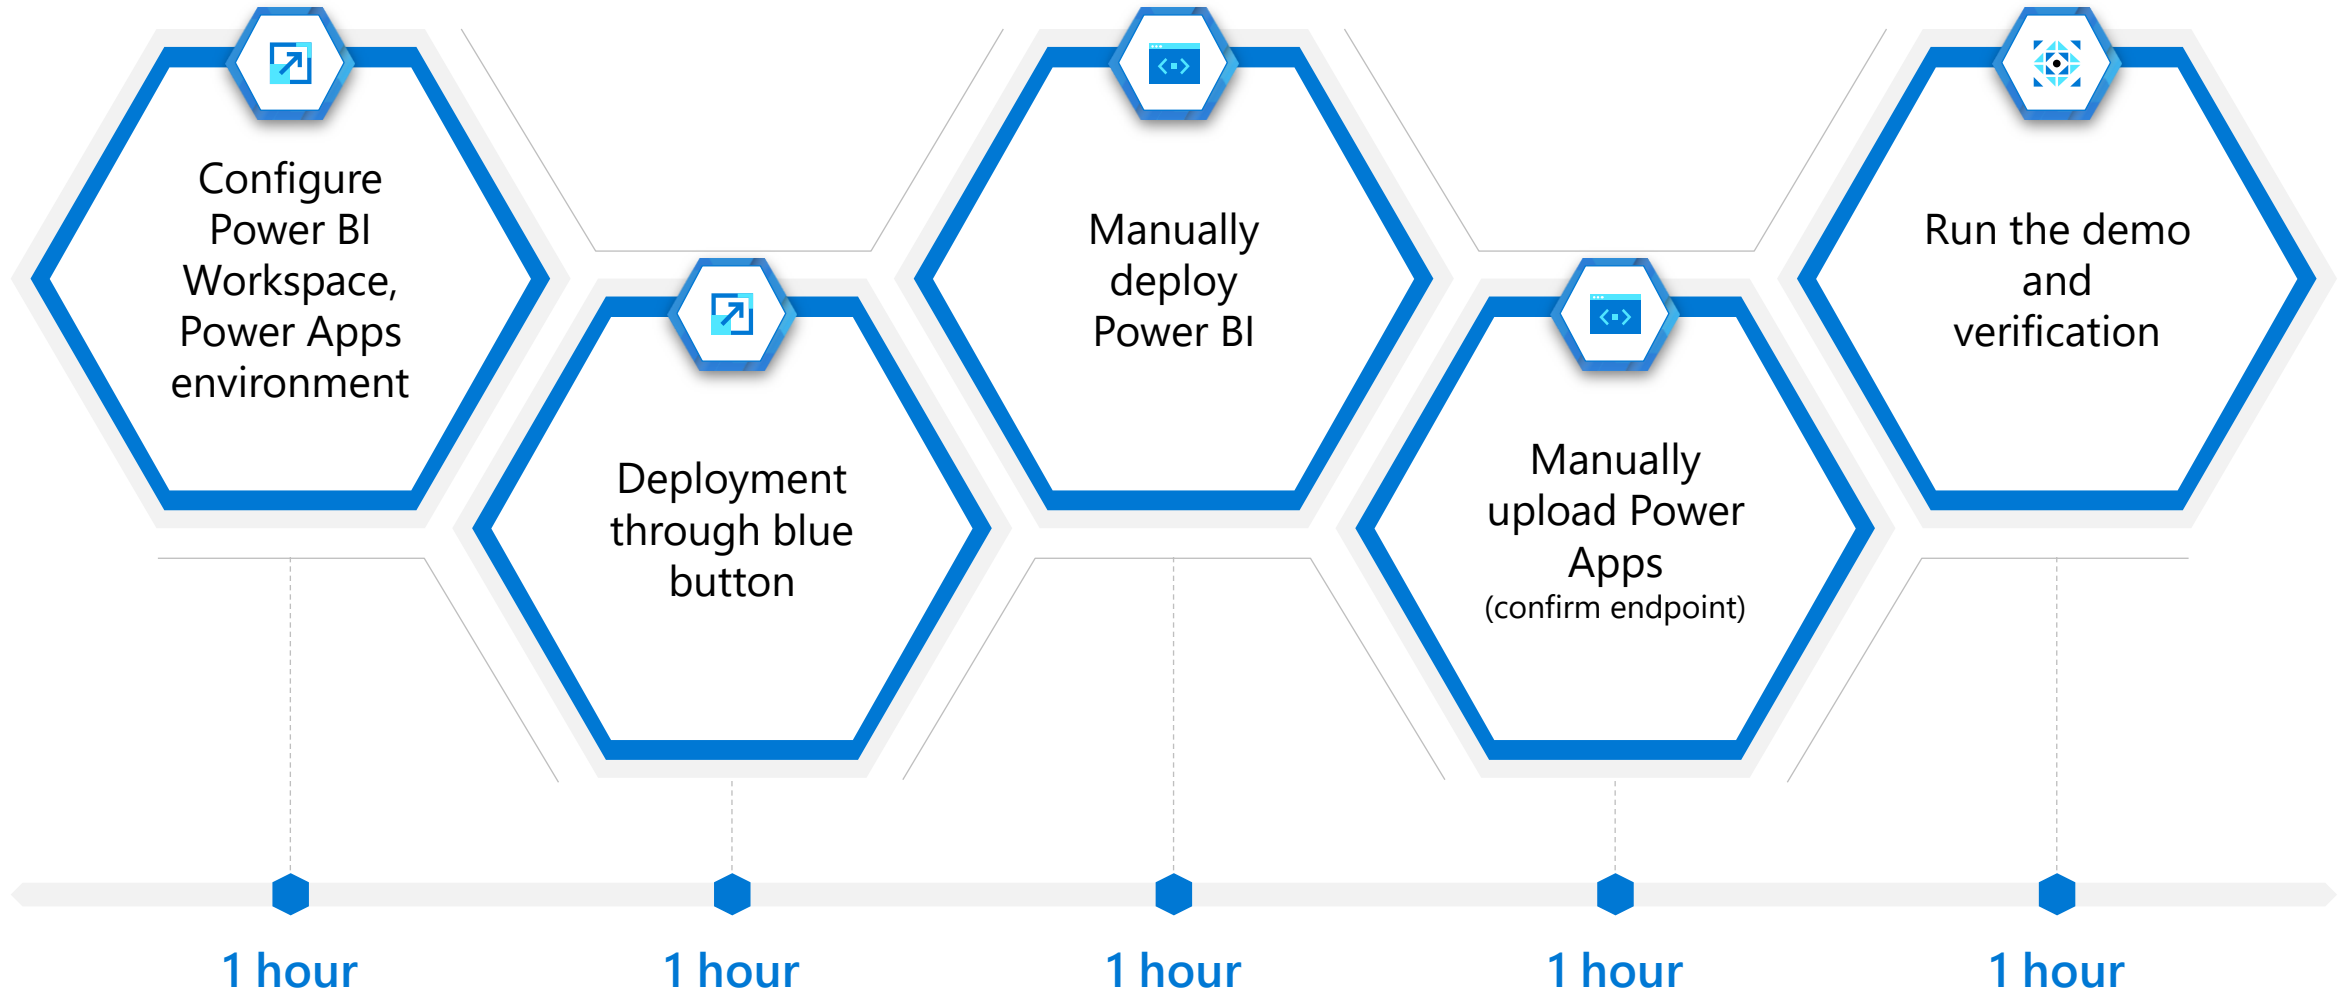 Configure
Power BI
Workspace,
Power Apps
environment
Deployment
through blue
button
Manually
deploy
Power BI
Manually
upload Power
Apps
(confirm endpoint)
Run the demo
and
verification
1 hour
1 hour
1 hour
1 hour
1 hour